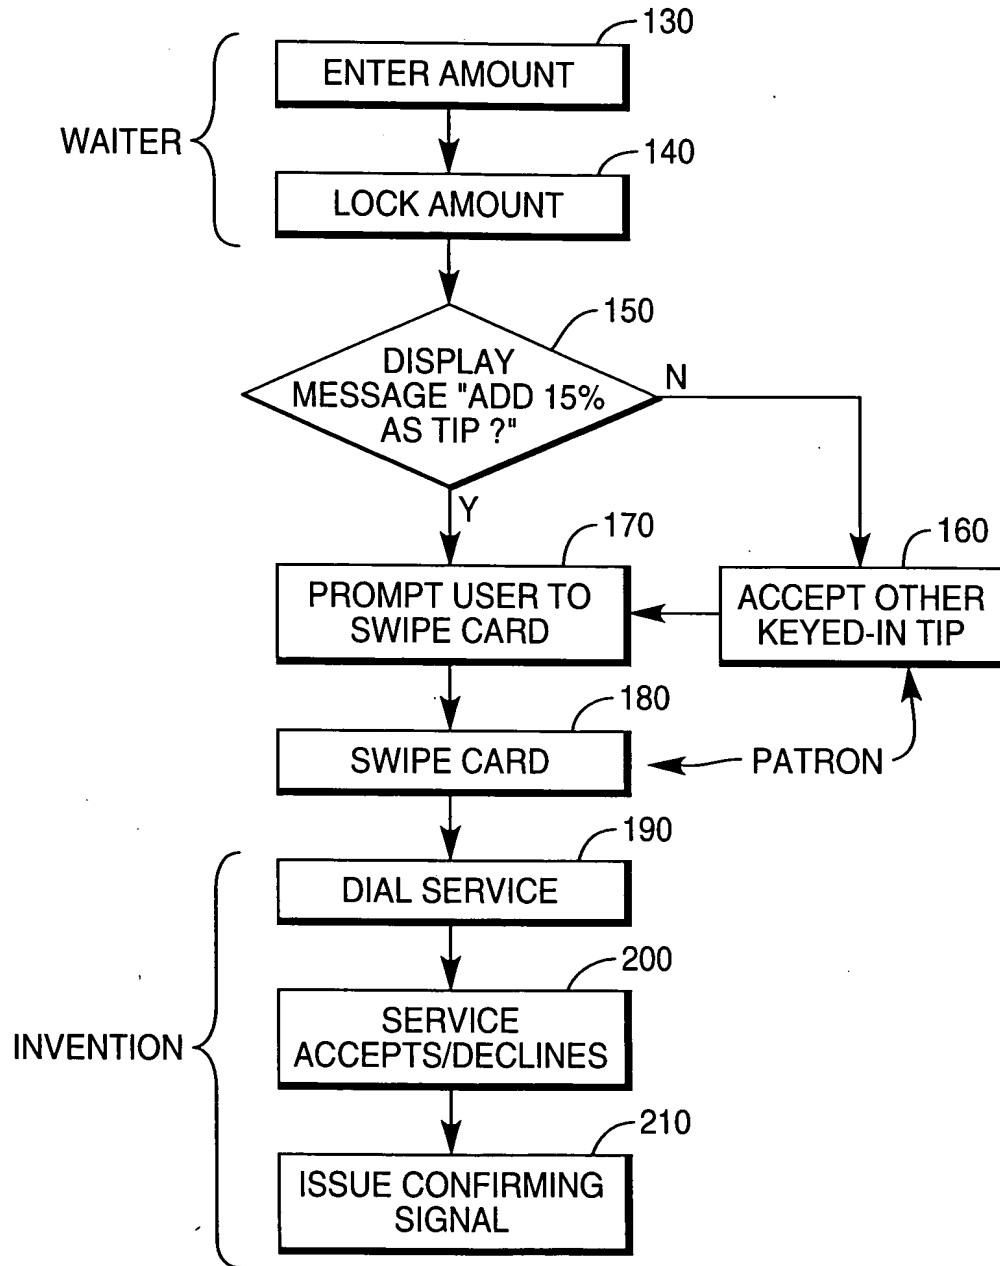 130
ENTER AMOUNT
WAITER
140
LOCK AMOUNT
150
DISPLAY
MESSAGE "ADD 15%
AS TIP ?"
N
Y
170
PROMPT USER TO
SWIPE CARD
160
ACCEPT OTHER
KEYED-IN TIP
180
SWIPE CARD
PATRON
190
DIAL SERVICE
INVENTION
200
SERVICE
ACCEPTS/DECLINES
210
ISSUE CONFIRMING
SIGNAL